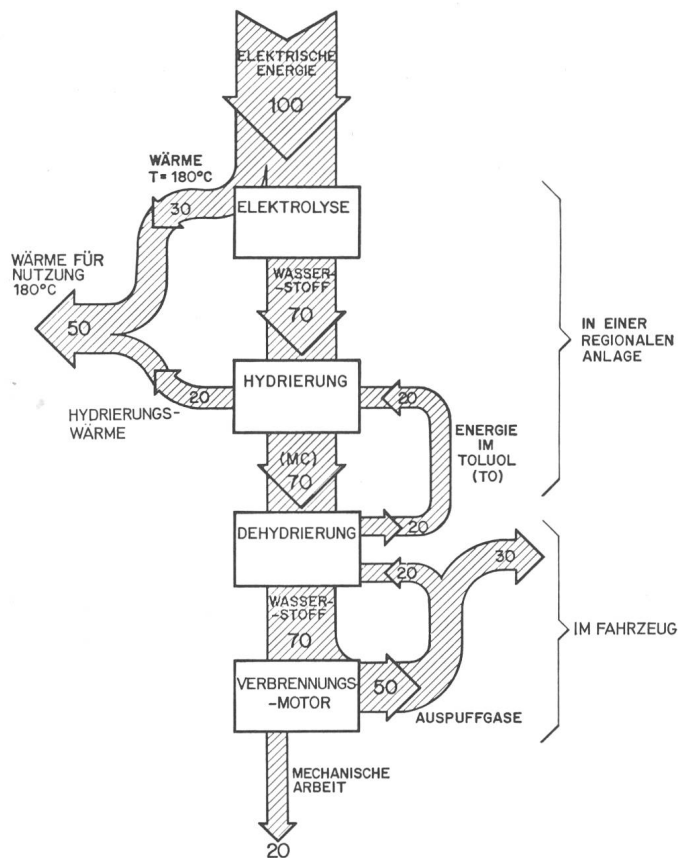 ELEKTRISCHE
ENERGIE
100
WÄRME
T = 180°C
30
ELEKTROLYSE
WÄRME FÜR
NUTZUNG
180°C
50
WASSER-
-STOFF
70
HYDRIERUNG
20
HYDRIERUNGS-
WÄRME
20
IN EINER
REGIONALEN
ANLAGE
ENERGIE
IM
TOLUOL
(TO)
(MC)
70
DEHYDRIERUNG
20
20
30
WASSER-
-STOFF
70
IM FAHRZEUG
VERBRENNUNGS-
-MOTOR
50
AUSPUFFGASE
MECHANISCHE
ARBEIT
20